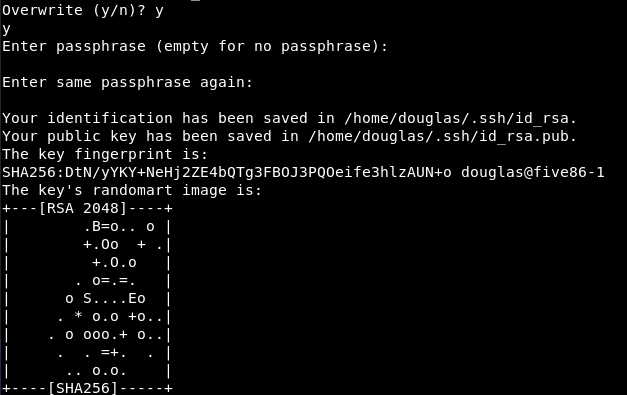 Overwrite (y/n)? y
y
Enter passphrase (empty for no passphrase):
Enter same passphrase again:
Your identification has been saved in /home/douglas/.ssh/id_rsa.
Your public key has been saved in /home/douglas/.ssh/id_rsa.pub.
The key fingerprint is:
SHA256:DtN/yYKY+NeHj2ZE4bQTg3FBOJ3PQOeife3hlzAUN+o douglas@five86-1
The key's randomart image is:
+---[RSA 2048]----+
|        .B=o.. o |
|        +.Oo  + .|
|         +.O.o   |
|       . o=.=.   |
|      o S....Eo  |
|     . * o.o +o..|
|    . o ooo.+ o..|
|     .  . =+.  . |
|      .. o.o.    |
+----[SHA256]-----+